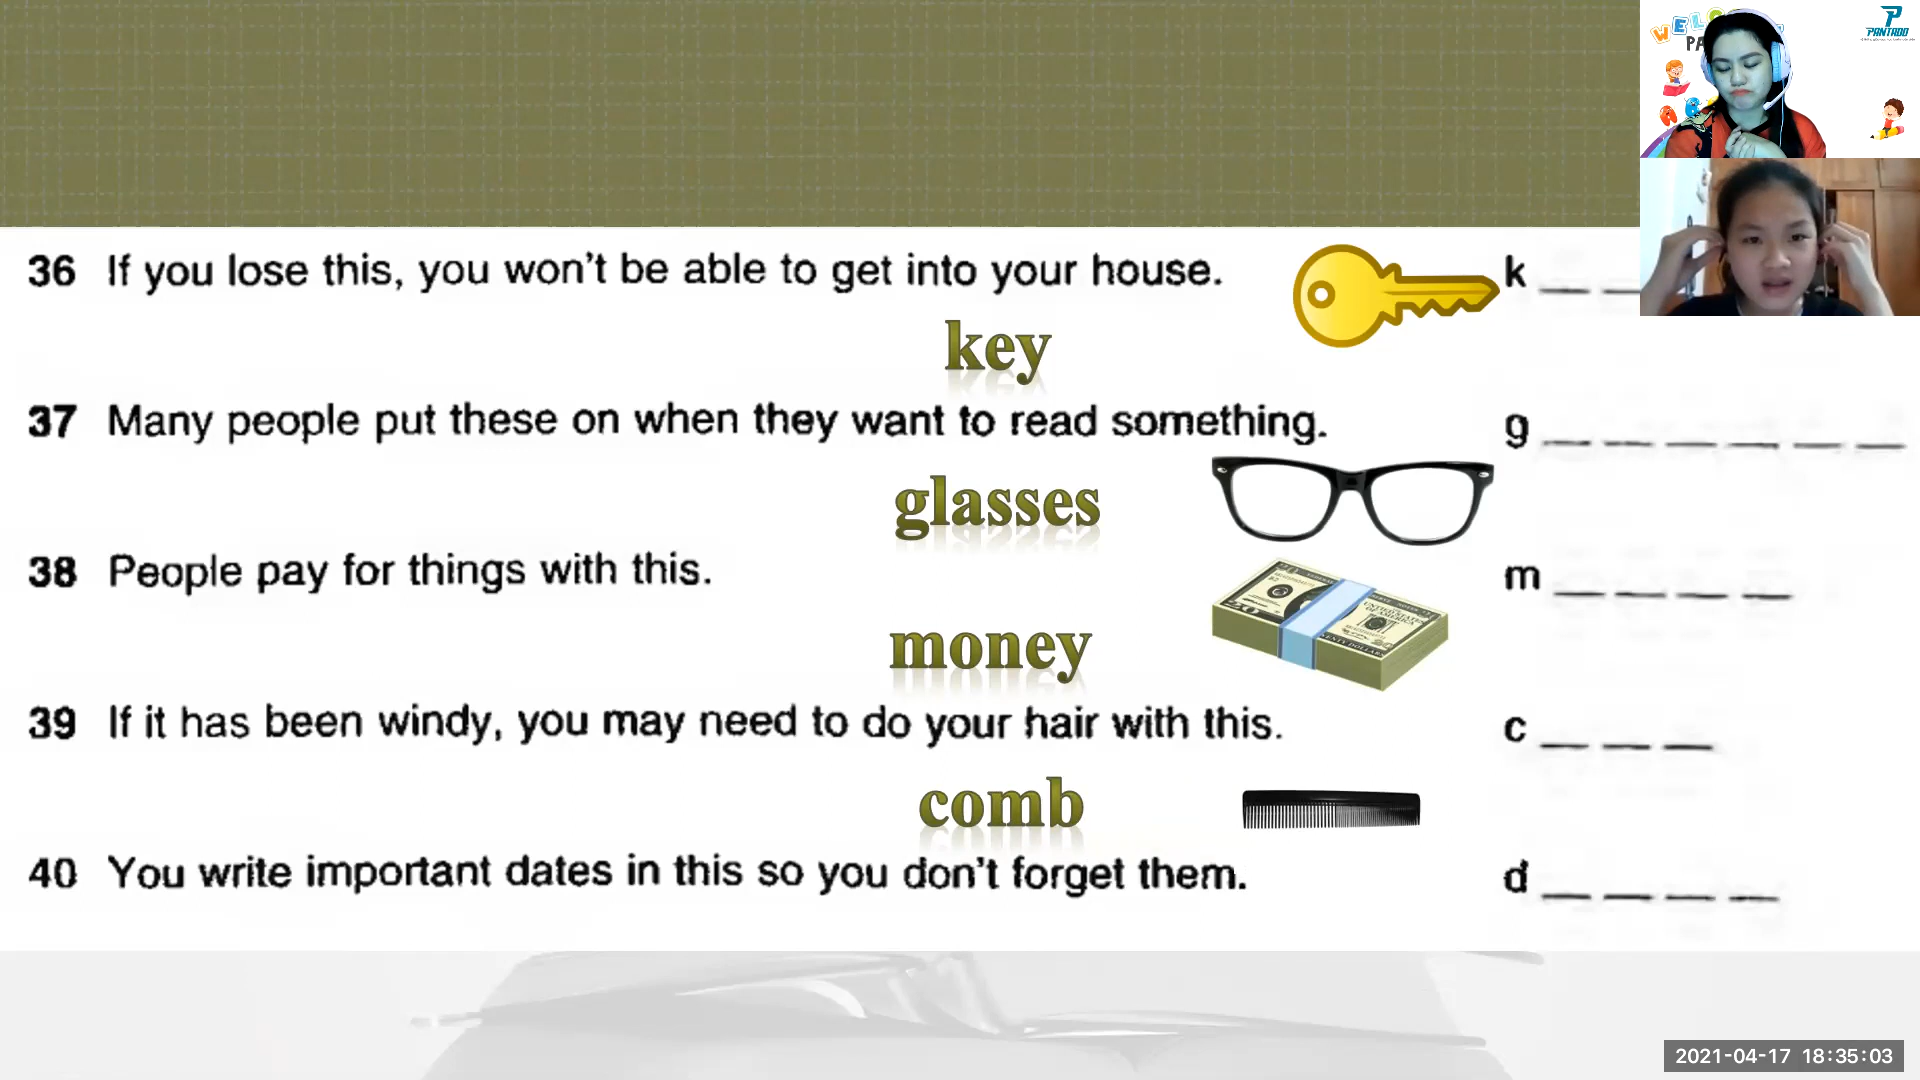 36 If you lose this, you won't be able to get into your house. k _ _
key
37 Many people put these on when they want to read something. g _ _ _ _ _ _
glasses
38 People pay for things with this. m _ _ _ _
money
39 If it has been windy, you may need to do your hair with this. c _ _ _
comb
40 You write important dates in this so you don't forget them. d _ _ _ _
PANTADO
2021-04-17 18:35:03